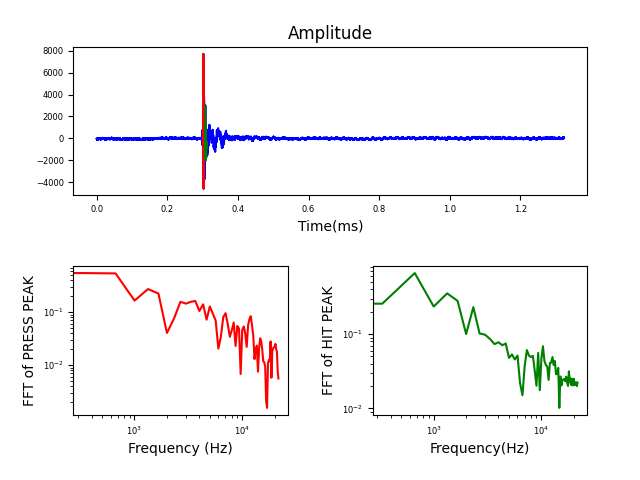 Amplitude
8000
6000
4000
2000
0
−2000
−4000
0.0 0.2 0.4 0.6 0.8 1.0 1.2
Time(ms)
FFT of PRESS PEAK
10⁻¹
10⁻²
10³ 10⁴
Frequency (Hz)
FFT of HIT PEAK
10⁻¹
10⁻²
10³ 10⁴
Frequency(Hz)